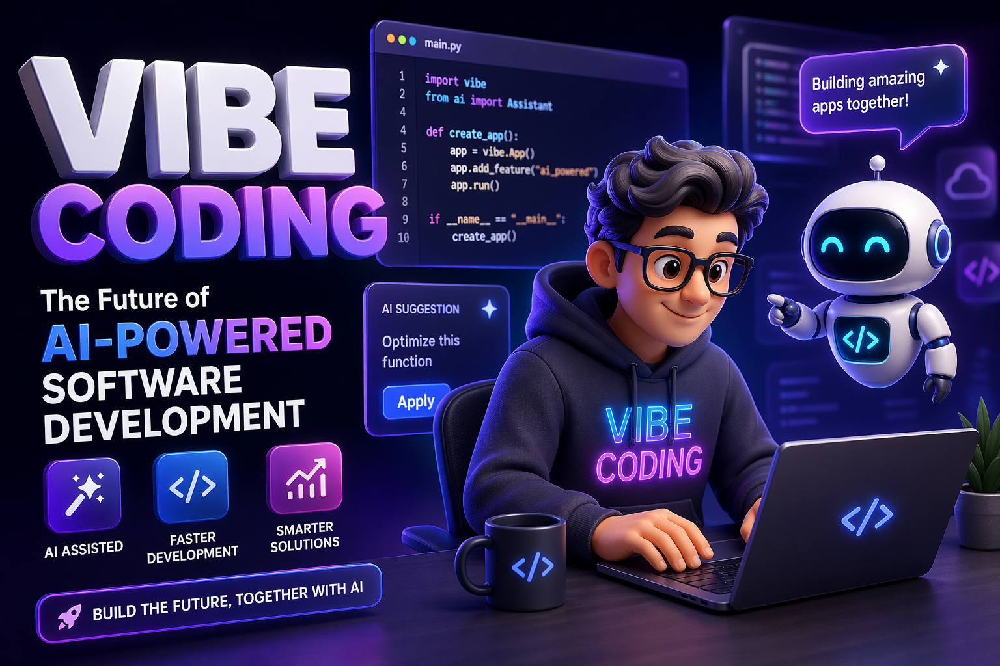 VIBE
CODING
The Future of
AI-POWERED
SOFTWARE
DEVELOPMENT
AI ASSISTED
FASTER
DEVELOPMENT
SMARTER
SOLUTIONS
BUILD THE FUTURE, TOGETHER WITH AI
main.py
1 import vibe
2 from ai import Assistant
4
4 def create_app():
5 app = vibe.App()
6 app.add_feature("ai_powered")
7 app.run()
8
9 if __name__ == "__main__":
10 create_app()
AI SUGGESTION
Optimize this
function
Apply
Building amazing
apps together!
</>
VIBE
CODING
</>
</>
</>
</>